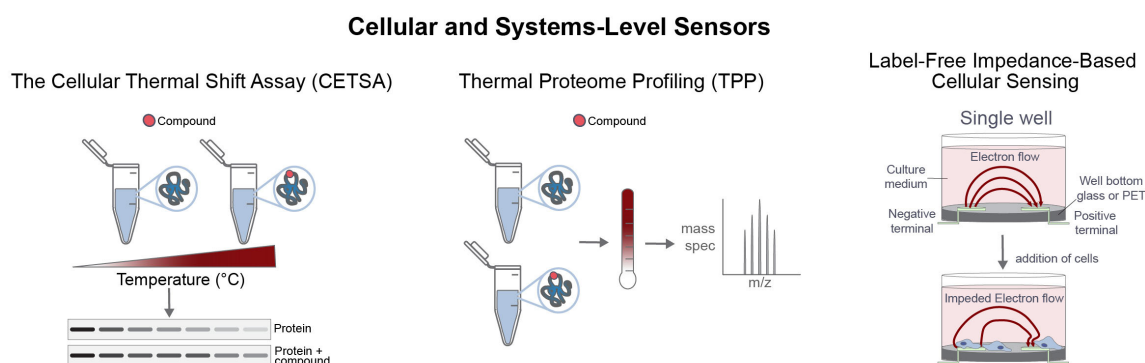 Cellular and Systems-Level Sensors
The Cellular Thermal Shift Assay (CETSA)
Compound
Temperature (°C)
Protein
Protein +
compound
Thermal Proteome Profiling (TPP)
Compound
mass
spec
m/z
Label-Free Impedance-Based
Cellular Sensing
Single well
Electron flow
Culture
medium
Well bottom
glass or PET
Negative
terminal
Positive
terminal
addition of cells
Impeded Electron flow